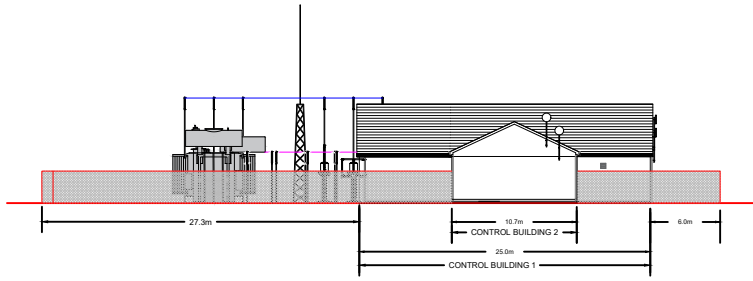 27.3m
10.7m
6.0m
CONTROL BUILDING 2
25.0m
CONTROL BUILDING 1